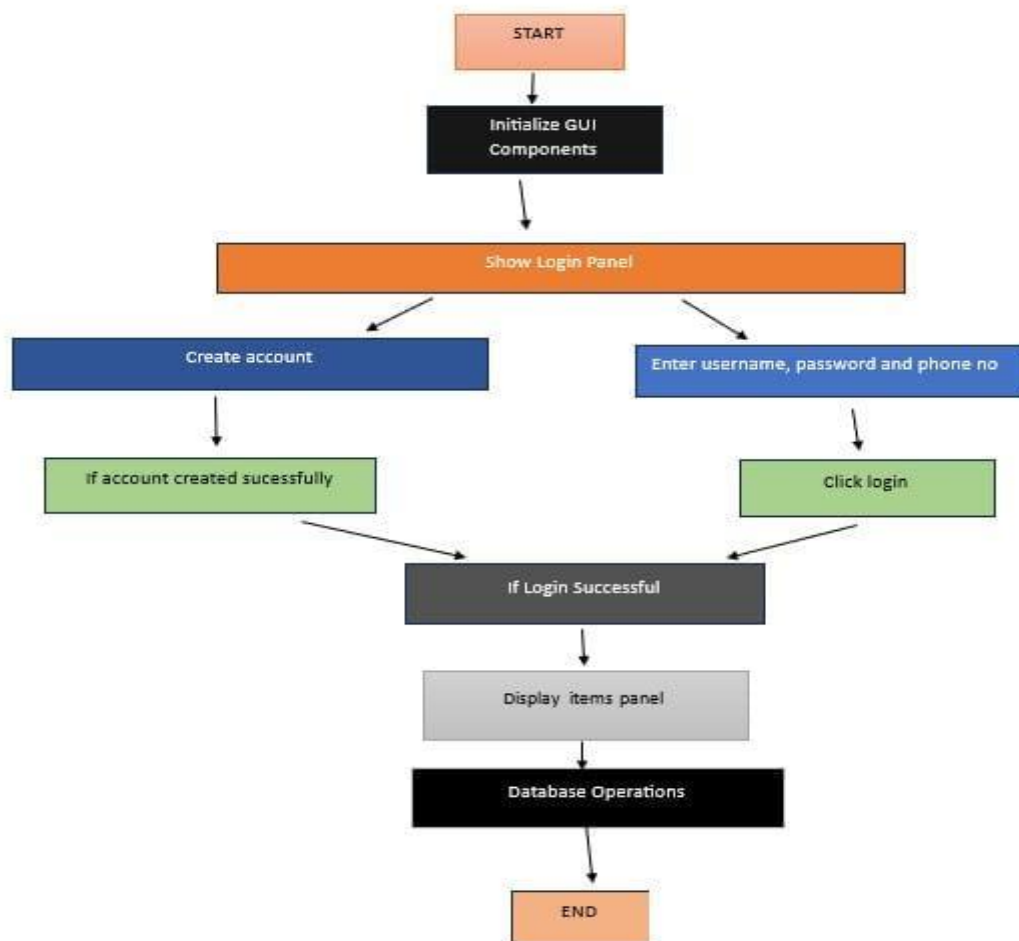 START
Initialize GUI
Components
Show Login Panel
Create account
Enter username, password and phone no
If account created sucessfully
Click login
If Login Successful
Display items panel
Database Operations
END